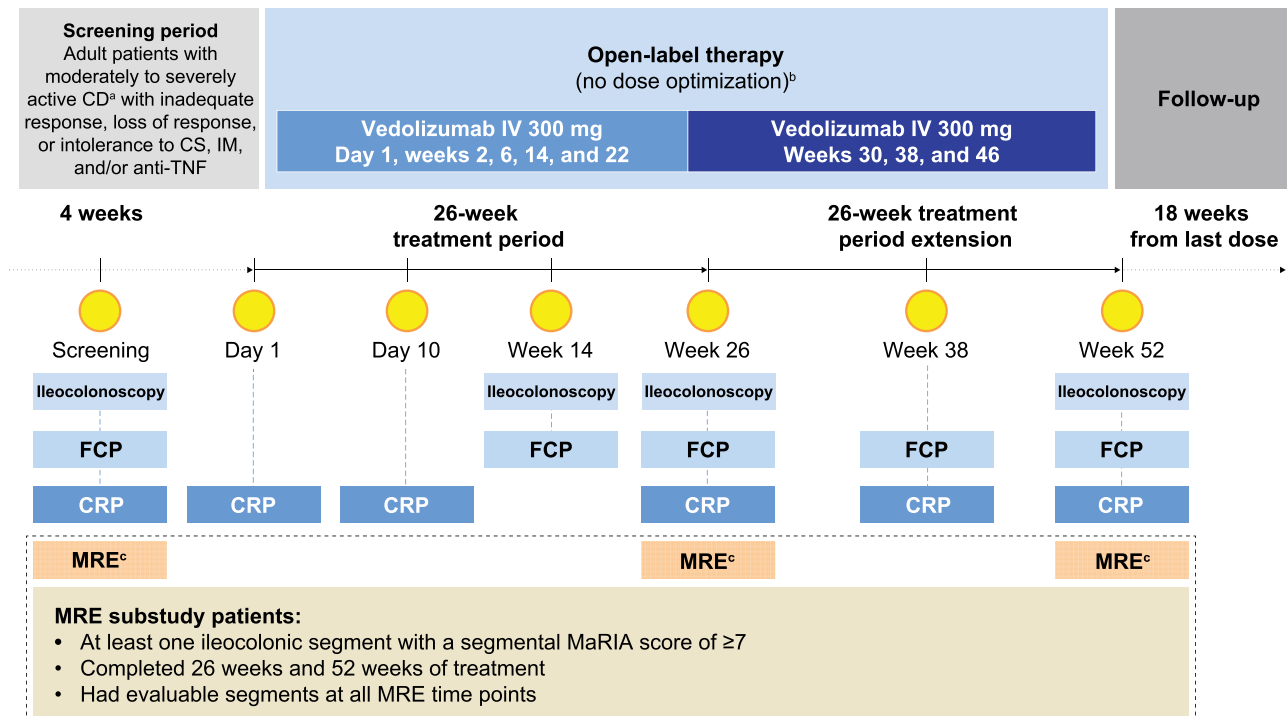 Screening period
Adult patients with
moderately to severely
active CDᵃ with inadequate
response, loss of response,
or intolerance to CS, IM,
and/or anti-TNF
Open-label therapy
(no dose optimization)ᵇ
Vedolizumab IV 300 mg
Day 1, weeks 2, 6, 14, and 22
Vedolizumab IV 300 mg
Weeks 30, 38, and 46
Follow-up
4 weeks
26-week
treatment period
26-week treatment
period extension
18 weeks
from last dose
Screening
Day 1
Day 10
Week 14
Week 26
Week 38
Week 52
Ileocolonoscopy
Ileocolonoscopy
Ileocolonoscopy
Ileocolonoscopy
FCP
FCP
FCP
FCP
FCP
CRP
CRP
CRP
CRP
CRP
CRP
MREᶜ
MREᶜ
MREᶜ
MRE substudy patients:
• At least one ileocolonic segment with a segmental MaRIA score of ≥7
• Completed 26 weeks and 52 weeks of treatment
• Had evaluable segments at all MRE time points